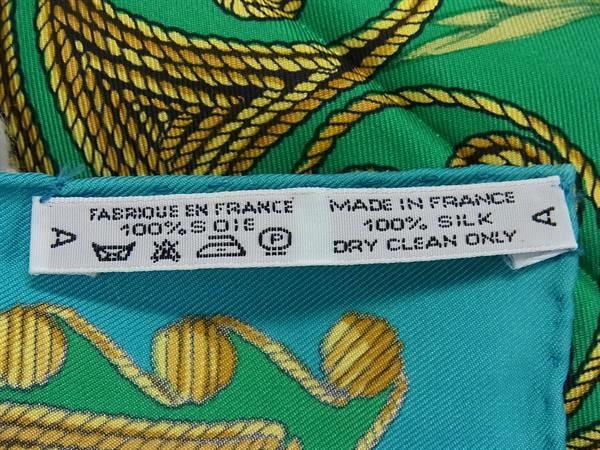 A
FABRIQUE EN FRANCE
100% SOIE
P
MADE IN FRANCE
100% SILK
DRY CLEAN ONLY
A